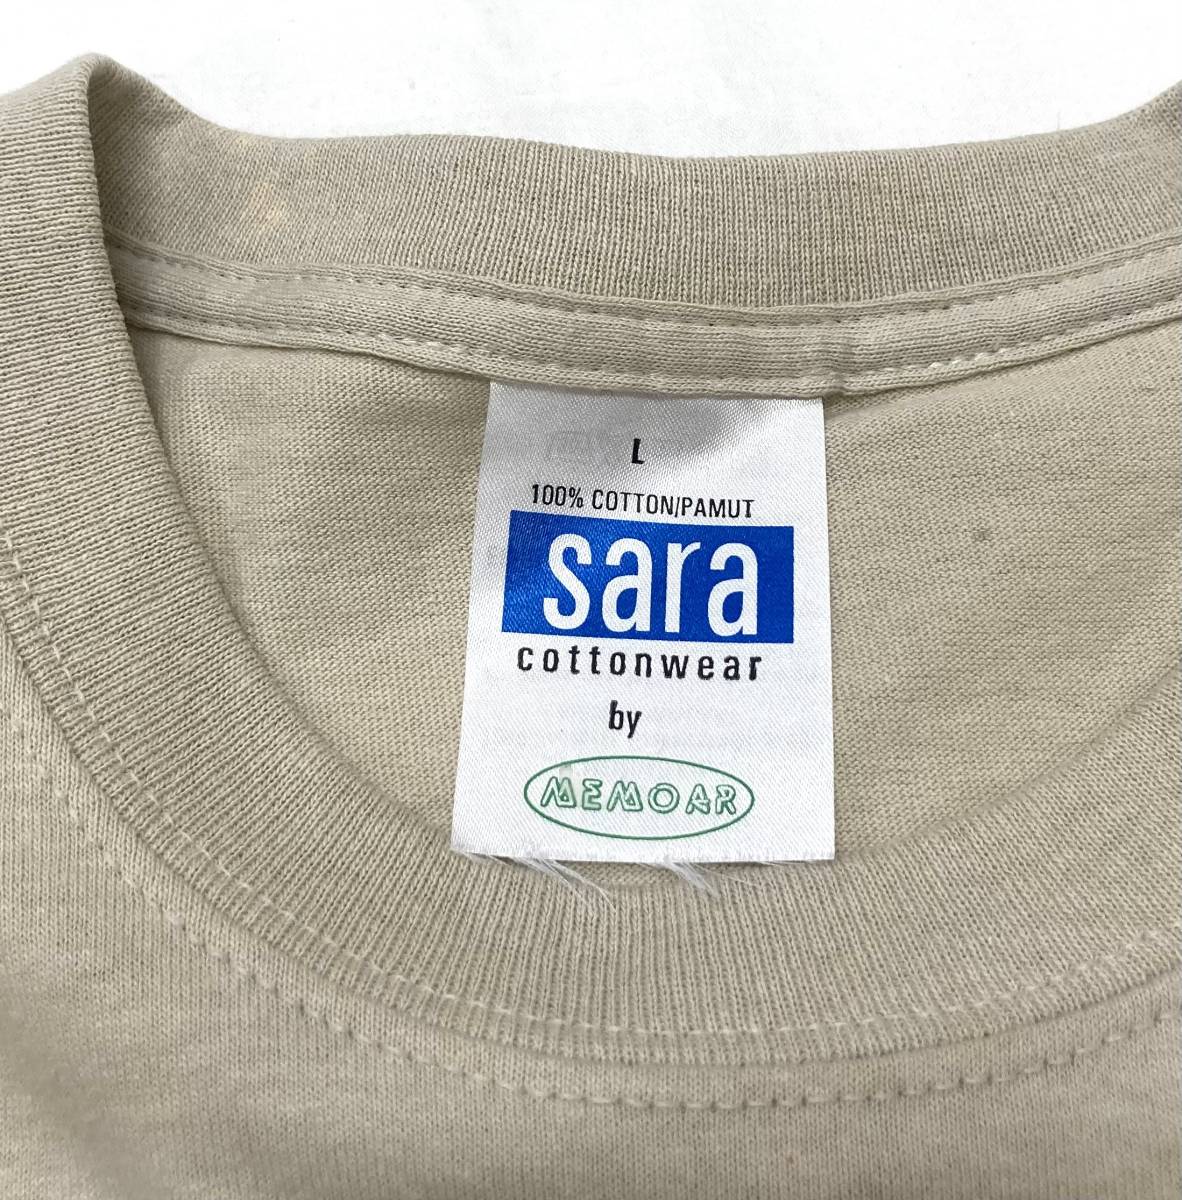 L
100% COTTON/PAMUT
sara
cottonwear
by
MEMOAR